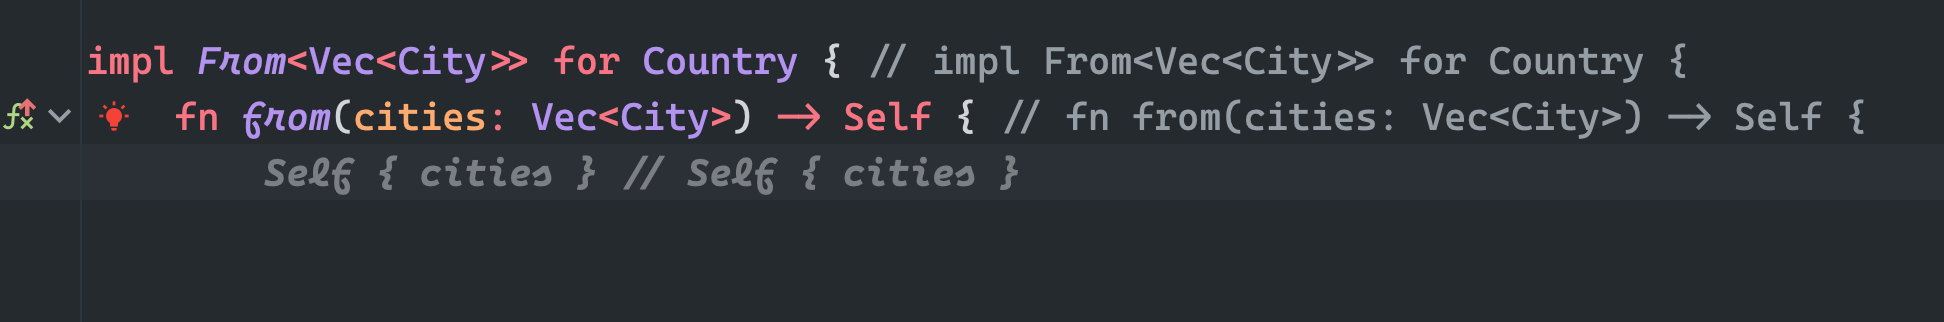 impl From<Vec<City>> for Country { // impl From<Vec<City>> for Country {
fn from(cities: Vec<City>) -> Self { // fn from(cities: Vec<City>) -> Self {
Self { cities } // Self { cities }